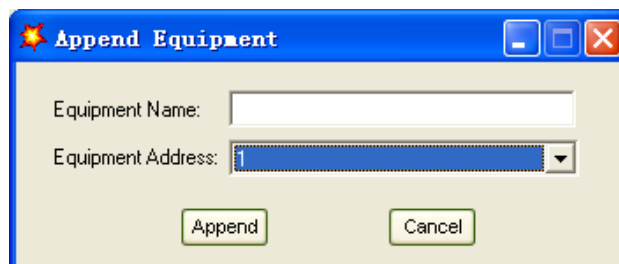 Append Equipment
Equipment Name:
Equipment Address: 1
Append Cancel